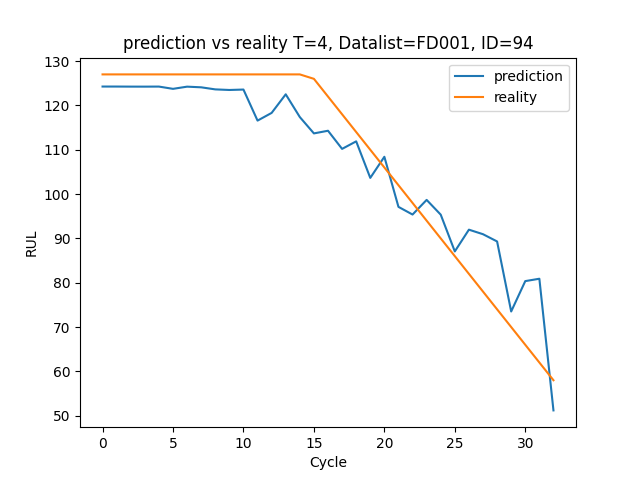 prediction vs reality T=4, Datalist=FD001, ID=94
prediction
reality
RUL
130
120
110
100
90
80
70
60
50
0 5 10 15 20 25 30
Cycle